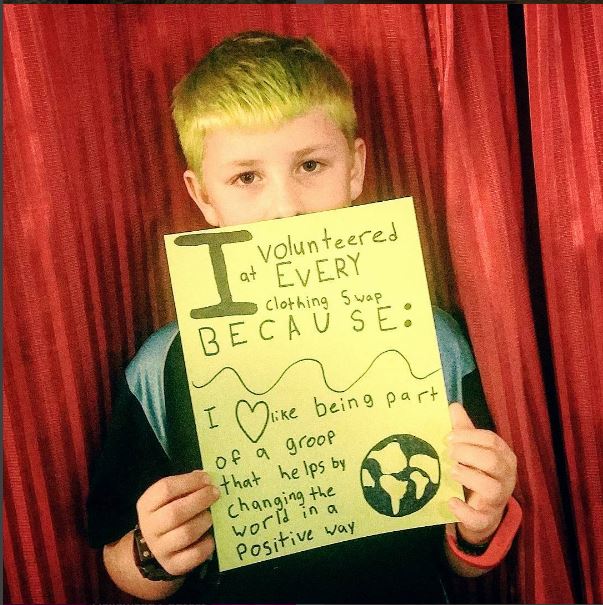 I volunteered
at EVERY
clothing Swap
BECAUSE:
I like being part
of a groop
that helps by
changing the
world in a
positive way